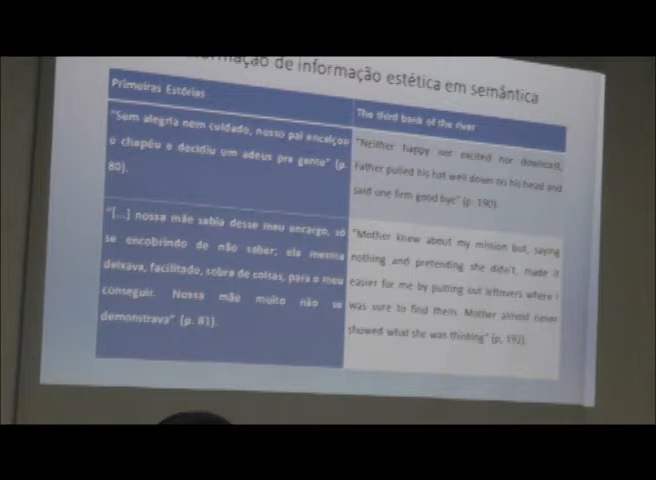 de informação estética em semântica
Primeiras Estórias
"Sem alegria nem cuidado, nosso pai encalçou
o chapéu e decidiu um adeus pra gente" (p.
80).
The third bank of the river
"Neither happy nor excited nor downcast,
Father pulled his hat well down on his head and
said one firm good bye" (p. 190).
"[...] nossa mãe sabia desse meu encargo, só
se encobrindo de não saber; ela mesma
deixava, facilitado, sobra de coisas, para o meu
conseguir. Nossa mãe muito não se
demonstrava" (p. 81).
"Mother knew about my mission but, saying
nothing and pretending she didn't, made it
easier for me by putting out leftovers where I
was sure to find them. Mother almost never
showed what she was thinking" (p. 192).